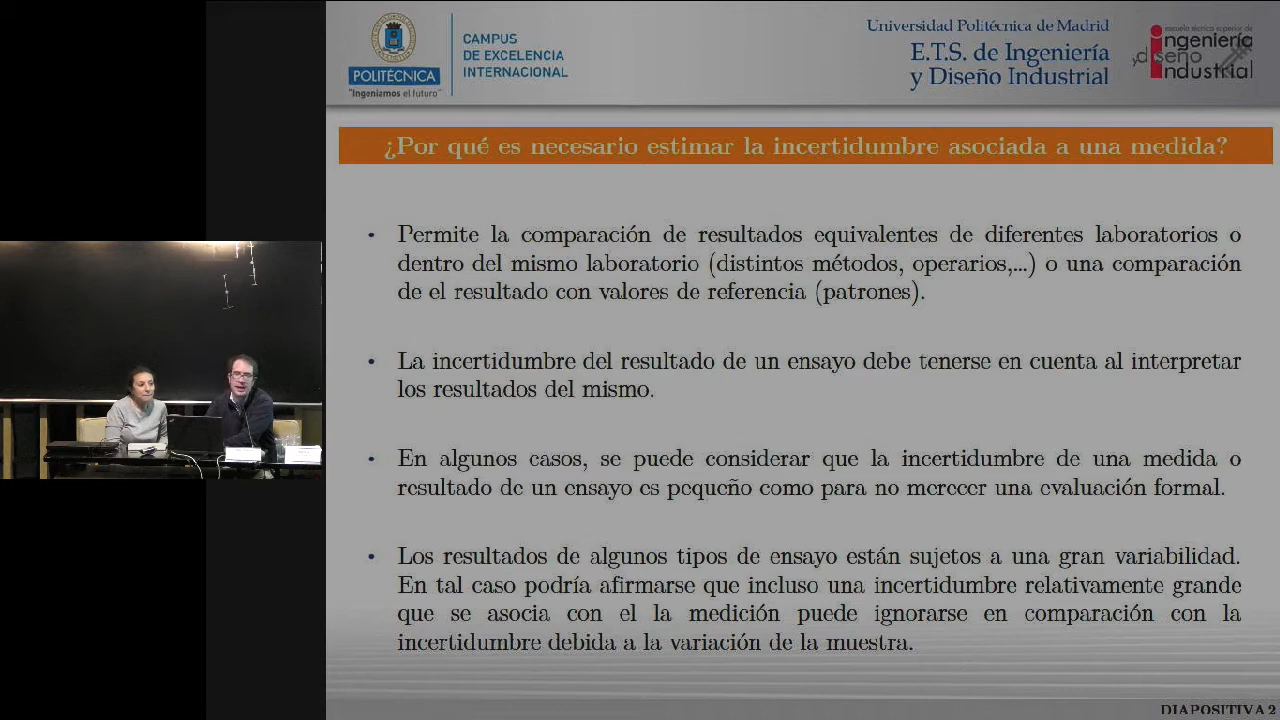 POLITÉCNICA
"Ingeniamos el futuro"
CAMPUS
DE EXCELENCIA
INTERNACIONAL
Universidad Politécnica de Madrid
E.T.S. de Ingeniería
y Diseño Industrial
escuela técnica superior de
ingeniería
y diseño
industrial
¿Por qué es necesario estimar la incertidumbre asociada a una medida?
• Permite la comparación de resultados equivalentes de diferentes laboratorios o
dentro del mismo laboratorio (distintos métodos, operarios,...) o una comparación
de el resultado con valores de referencia (patrones).
• La incertidumbre del resultado de un ensayo debe tenerse en cuenta al interpretar
los resultados del mismo.
• En algunos casos, se puede considerar que la incertidumbre de una medida o
resultado de un ensayo es pequeño como para no merecer una evaluación formal.
• Los resultados de algunos tipos de ensayo están sujetos a una gran variabilidad.
En tal caso podría afirmarse que incluso una incertidumbre relativamente grande
que se asocia con el la medición puede ignorarse en comparación con la
incertidumbre debida a la variación de la muestra.
DIAPOSITIVA 2